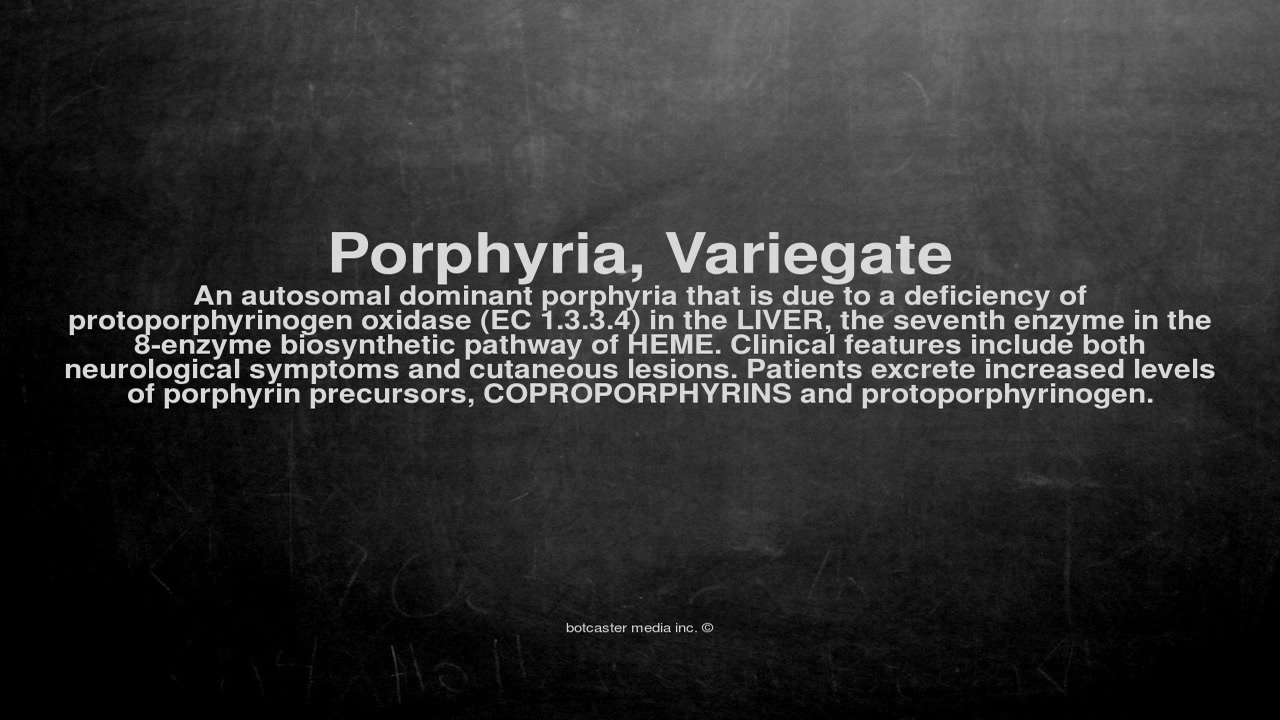 Porphyria, Variegate
An autosomal dominant porphyria that is due to a deficiency of
protoporphyrinogen oxidase (EC 1.3.3.4) in the LIVER, the seventh enzyme in the
8-enzyme biosynthetic pathway of HEME. Clinical features include both
neurological symptoms and cutaneous lesions. Patients excrete increased levels
of porphyrin precursors, COPROPORPHYRINS and protoporphyrinogen.
botcaster media inc. ©